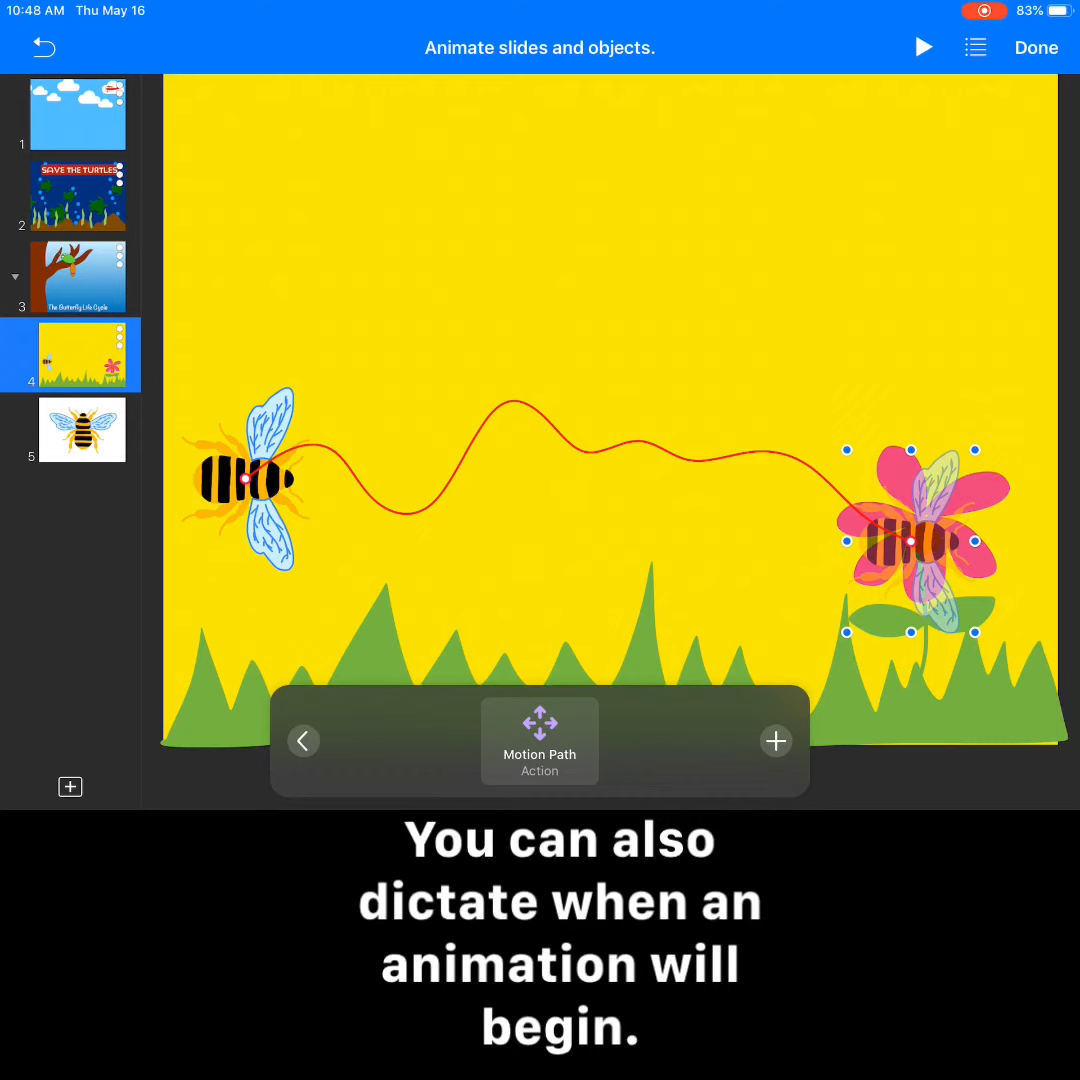 10:48 AM Thu May 16
83%
Animate slides and objects.
Done
1
SAVE THE TURTLES
2
The Butterfly Life Cycle
3
4
5
Motion Path
Action
You can also
dictate when an
animation will
begin.